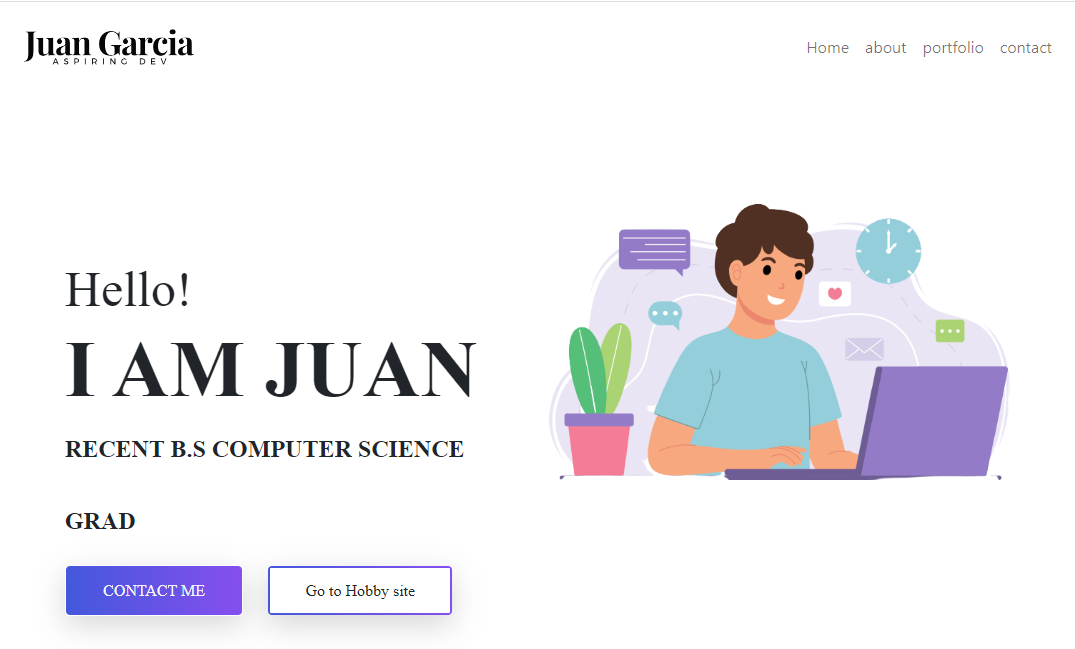 Juan Garcia
ASPIRING DEV
Home about portfolio contact
Hello!
I AM JUAN
RECENT B.S COMPUTER SCIENCE
GRAD
CONTACT ME
Go to Hobby site